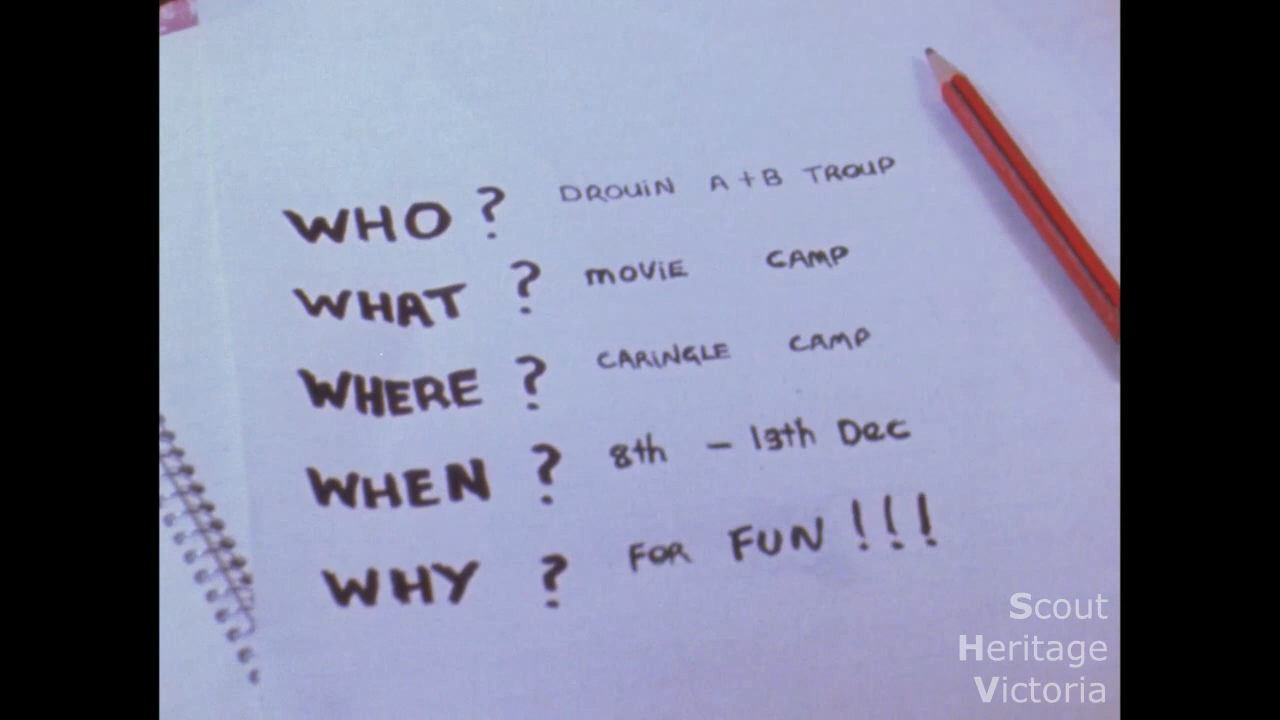 WHO? DROUiN A+B TROUP
WHAT? MOViE CAMP
WHERE? CARiNGLE CAMP
WHEN? 8th – 13th Dec
WHY? FOR FUN!!!
Scout
Heritage
Victoria